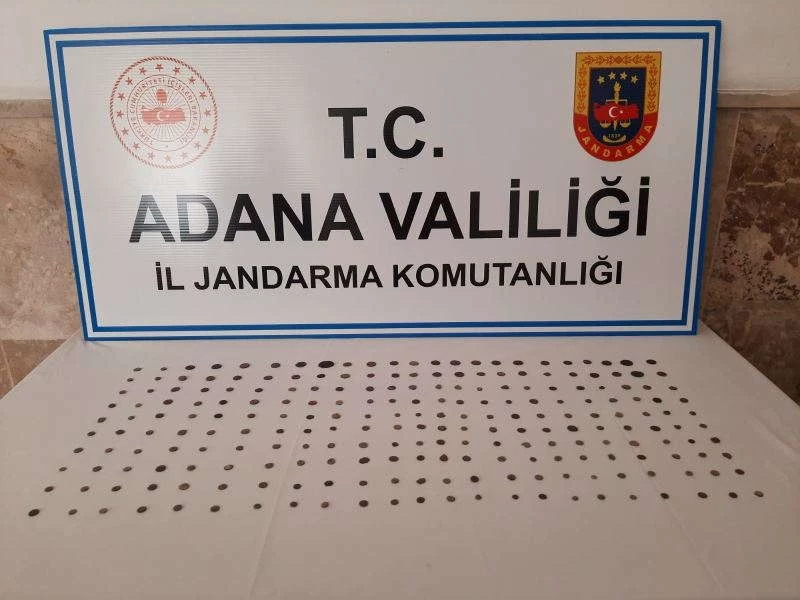 T.C.
ADANA VALİLİĞİ
İL JANDARMA KOMUTANLIĞI
JANDARMA